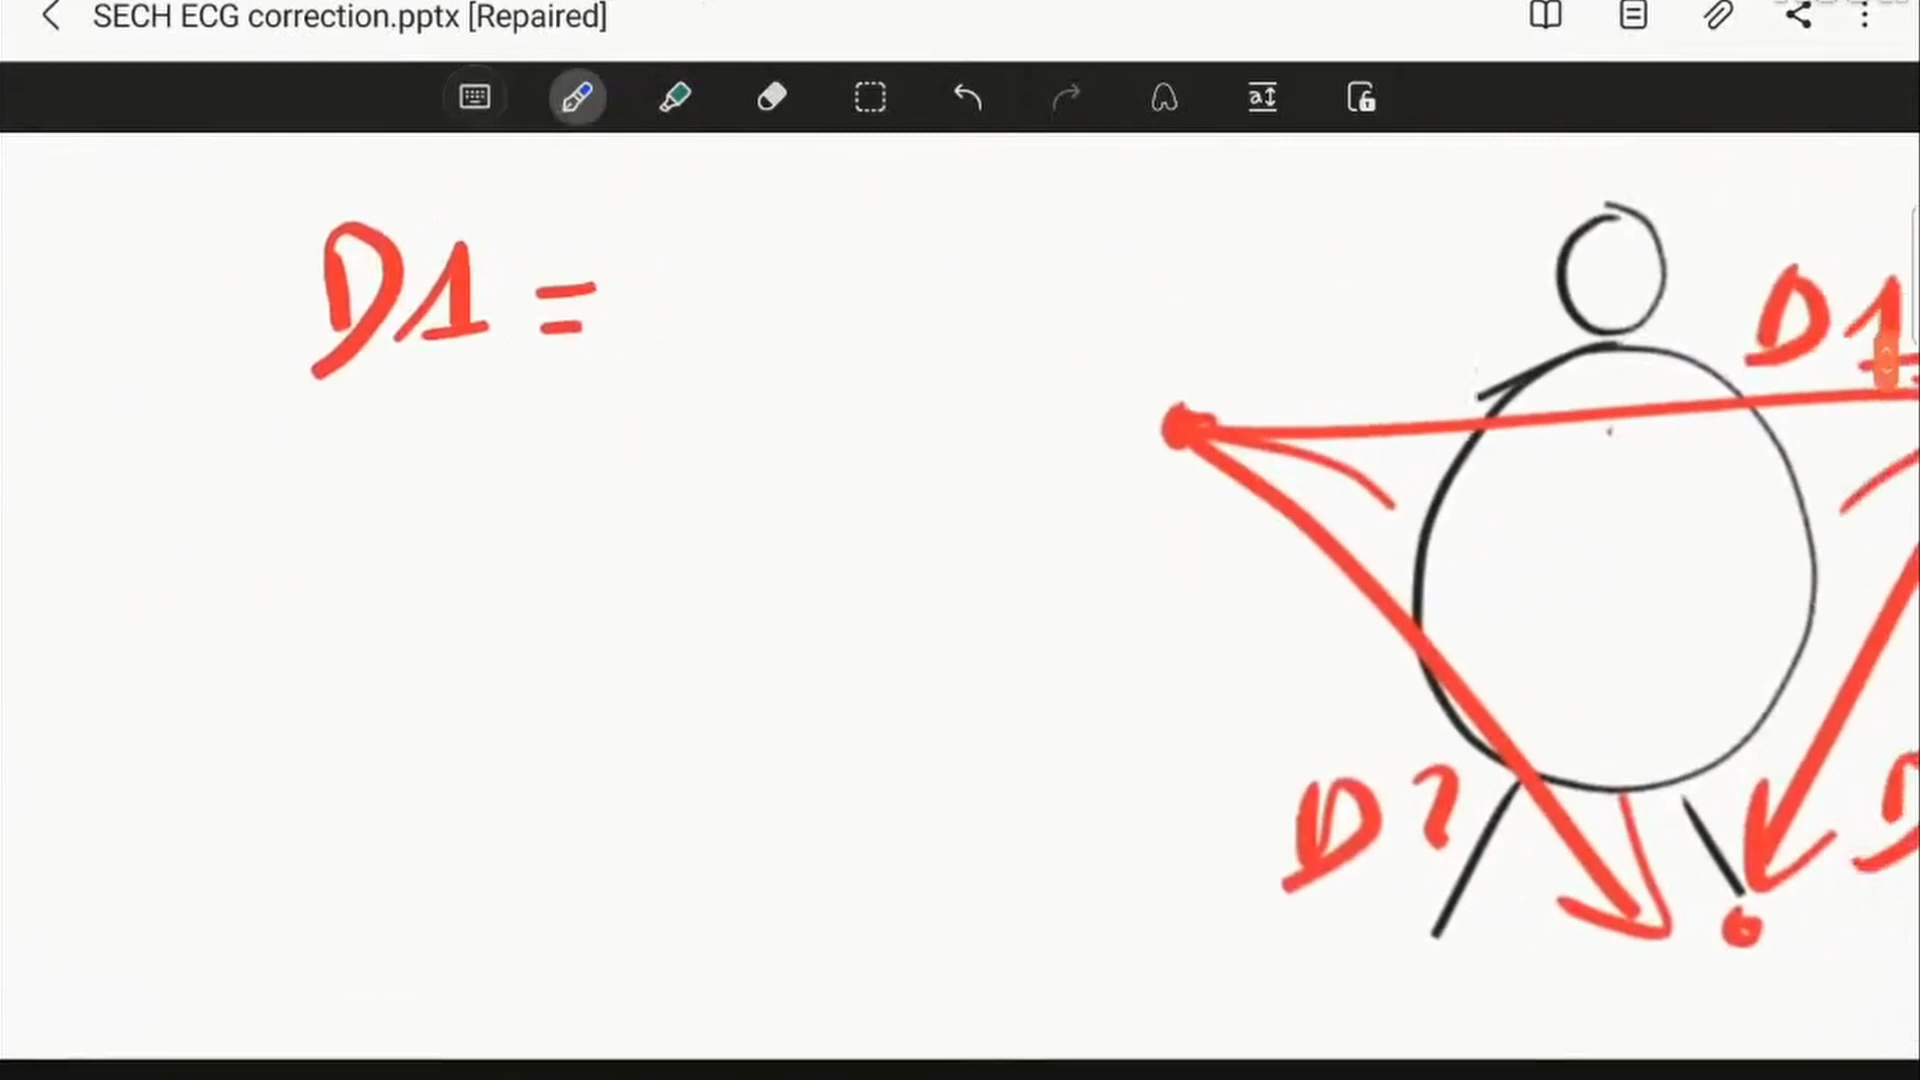 SECH ECG correction.pptx [Repaired]
D1 =
D1
D2
D